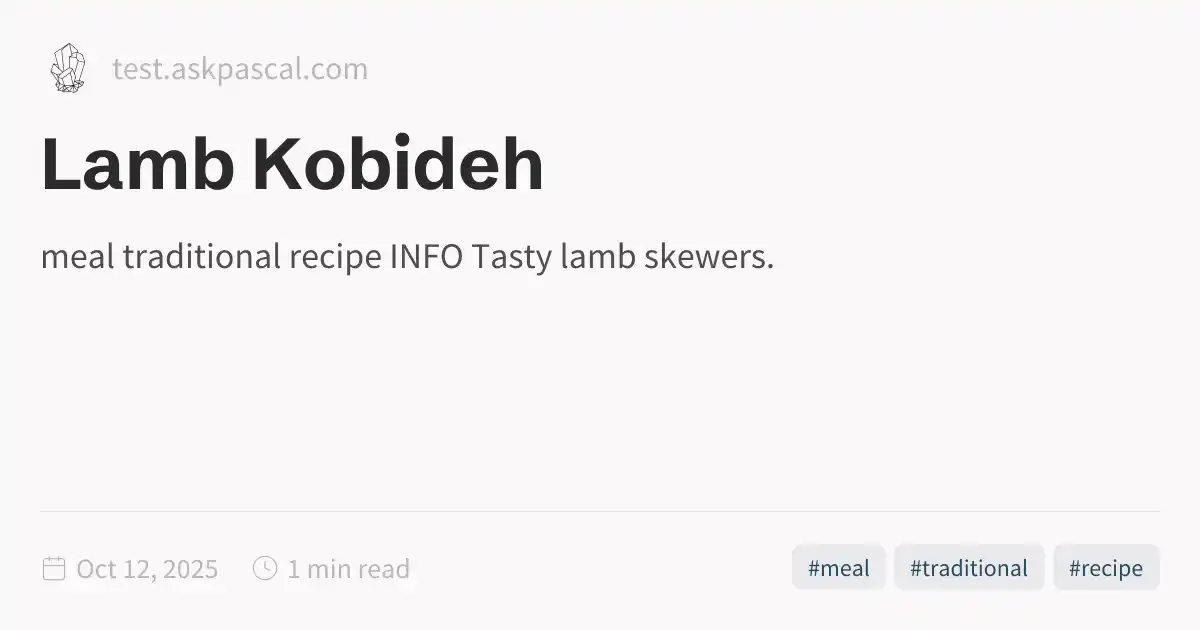 test.askpascal.com
Lamb Kobideh
meal traditional recipe INFO Tasty lamb skewers.
Oct 12, 2025 1 min read #meal #traditional #recipe